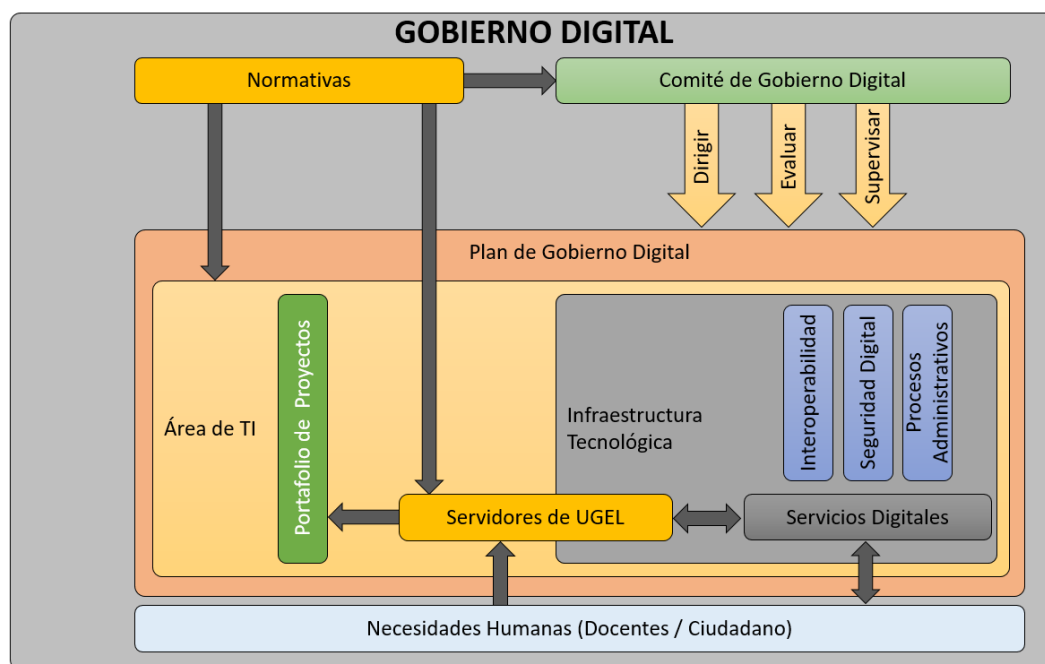 GOBIERNO DIGITAL
Normativas
Comité de Gobierno Digital
Dirigir
Evaluar
Supervisar
Plan de Gobierno Digital
Área de TI
Portafolio de Proyectos
Infraestructura
Tecnológica
Interoperabilidad
Seguridad Digital
Procesos
Administrativos
Servidores de UGEL
Servicios Digitales
Necesidades Humanas (Docentes / Ciudadano)